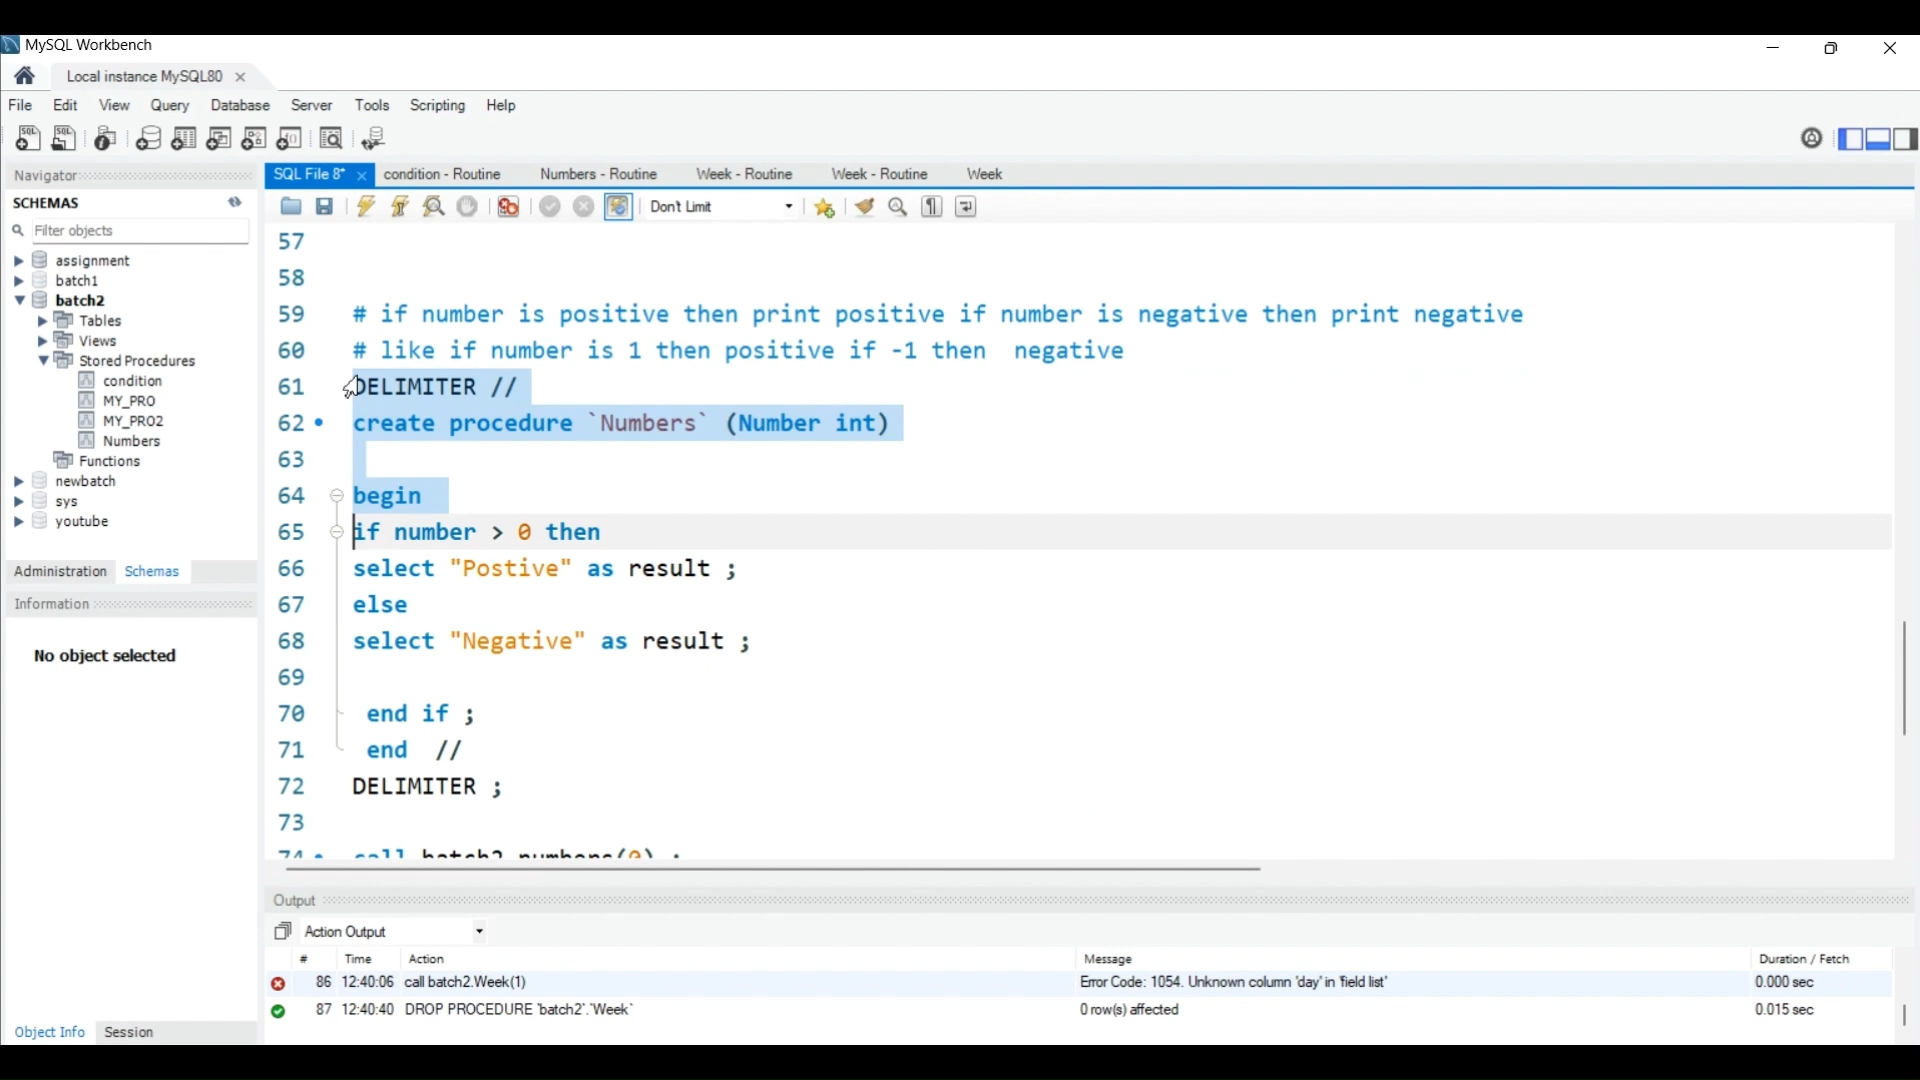 MySQL Workbench
Local instance MySQL80
File Edit View Query Database Server Tools Scripting Help
Navigator
SCHEMAS
Filter objects
assignment
batch1
batch2
Tables
Views
Stored Procedures
condition
MY_PRO
MY_PRO2
Numbers
Functions
newbatch
sys
youtube
Administration Schemas
Information
No object selected
Object Info Session
SQL File 8* condition - Routine Numbers - Routine Week - Routine Week - Routine Week
Don't Limit
57
58
59 # if number is positive then print positive if number is negative then print negative
60 # like if number is 1 then positive if -1 then negative
61 DELIMITER //
62 create procedure `Numbers` (Number int)
63
64 begin
65 if number > 0 then
66 select "Postive" as result ;
67 else
68 select "Negative" as result ;
69
70 end if ;
71 end //
72 DELIMITER ;
73
74 call batch2.numbers(0) ;
Output
Action Output
# Time Action Message Duration / Fetch
86 12:40:06 call batch2.Week(1) Error Code: 1054. Unknown column 'day' in 'field list' 0.000 sec
87 12:40:40 DROP PROCEDURE `batch2`.`Week` 0 row(s) affected 0.015 sec